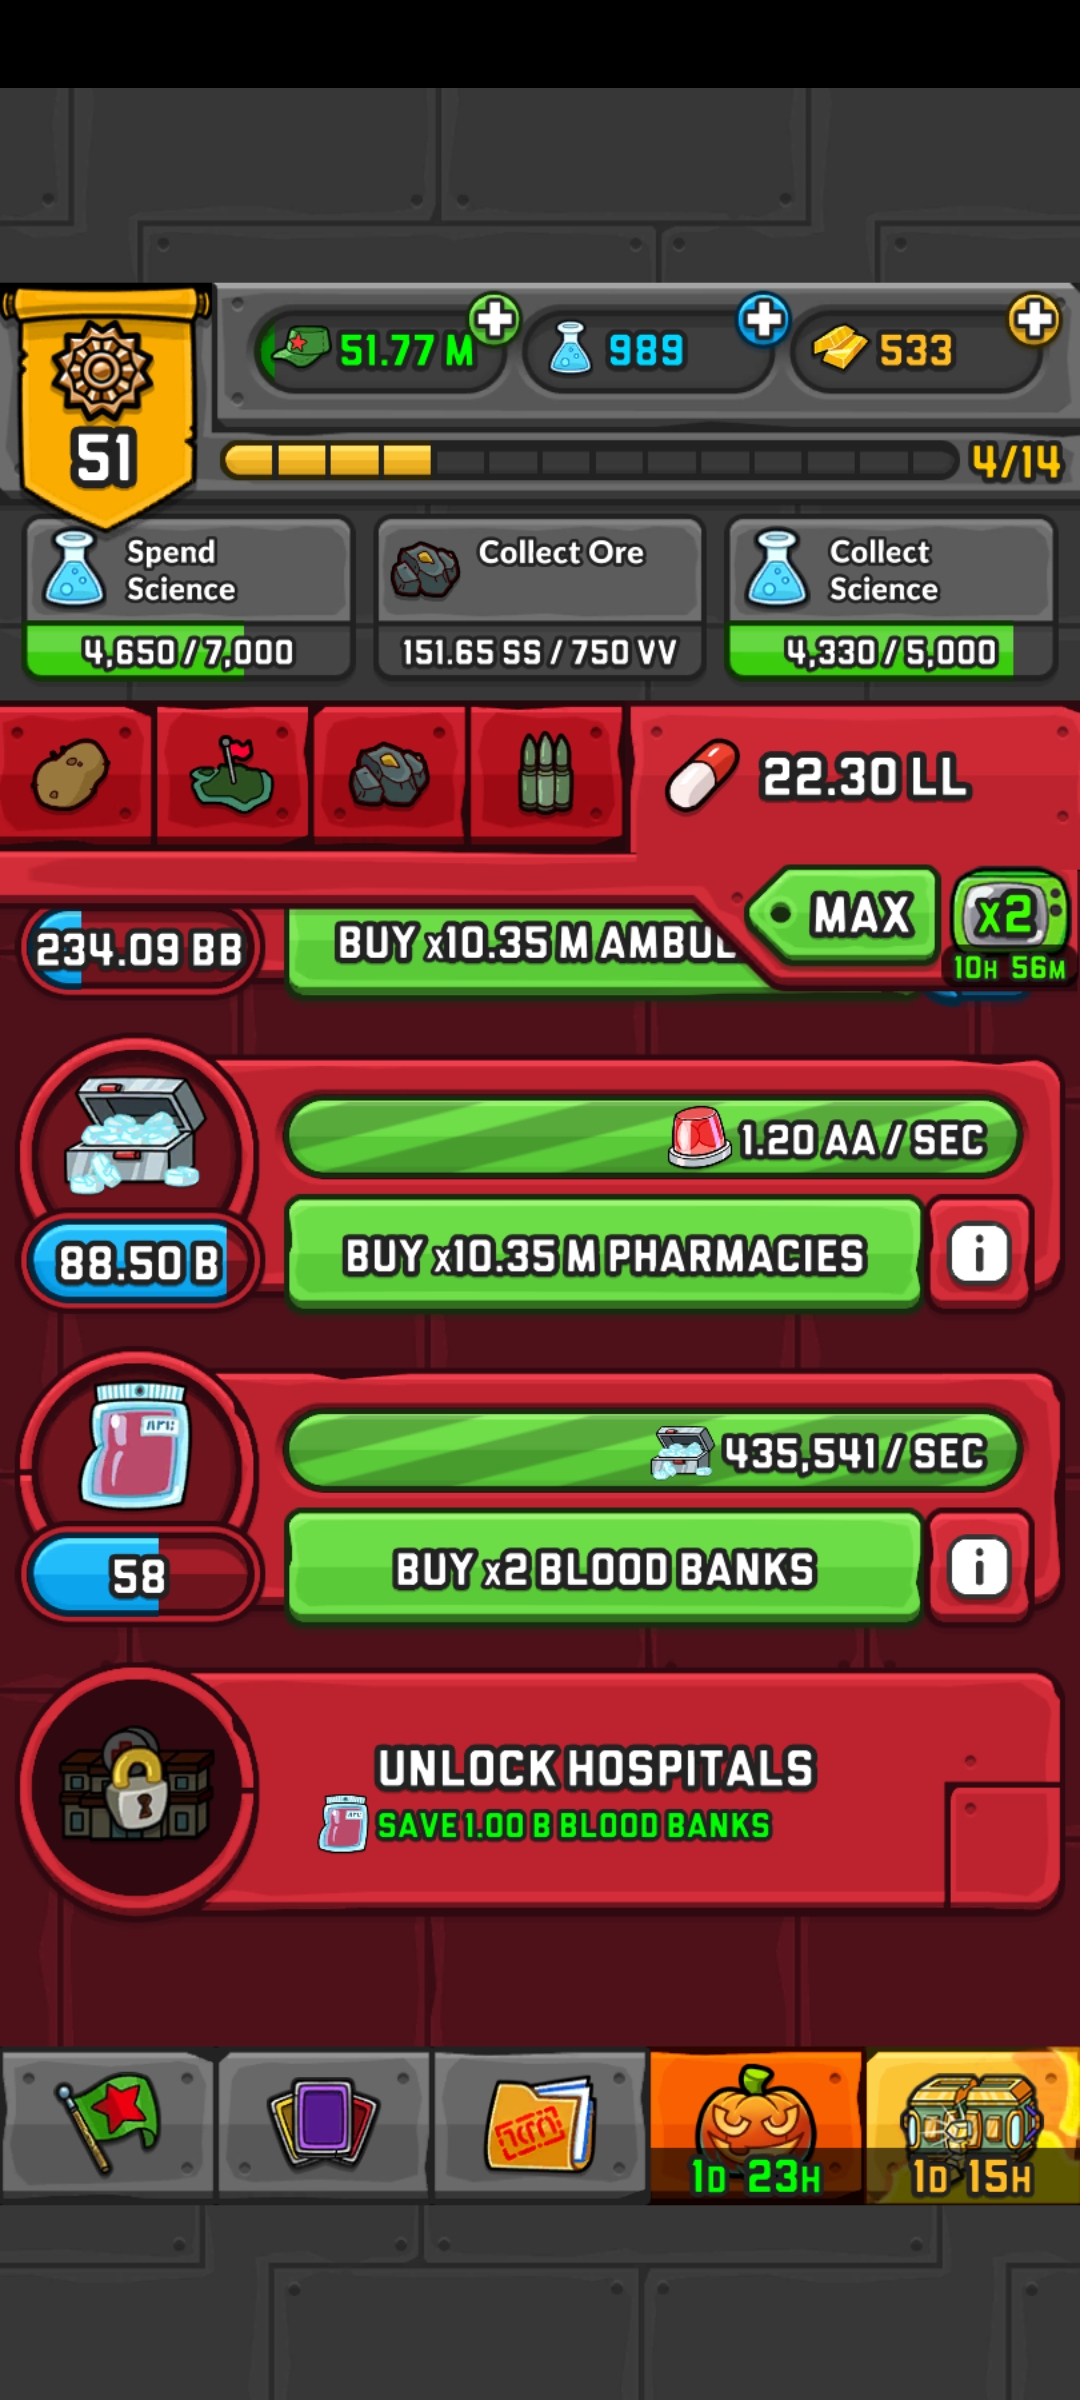 51.77 M
989
533
51
4/14
Spend
Science
4,650 / 7,000
Collect Ore
151.65 SS / 750 VV
Collect
Science
4,330 / 5,000
22.30 LL
MAX
x2
10H 56M
234.09 BB
BUY x10.35 M AMBUL
1.20 AA / SEC
88.50 B
BUY x10.35 M PHARMACIES
i
435,541 / SEC
58
BUY x2 BLOOD BANKS
i
UNLOCK HOSPITALS
SAVE 1.00 B BLOOD BANKS
1D 23H
1D 15H